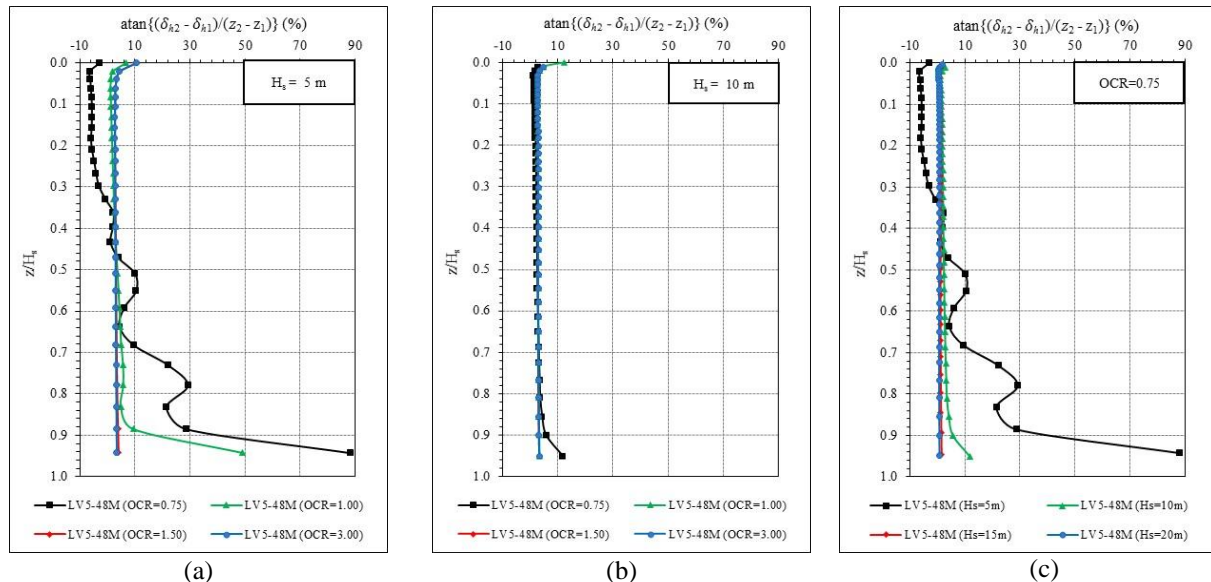 atan{(δh2 - δh1)/(z2 - z1)} (%)
-10 10 30 50 70 90
0.0
0.1
0.2
0.3
0.4
0.5
0.6
0.7
0.8
0.9
1.0
z/Hs
Hs = 5 m
LV5-48M (OCR=0.75)
LV5-48M (OCR=1.00)
LV5-48M (OCR=1.50)
LV5-48M (OCR=3.00)
(a)
atan{(δh2 - δh1)/(z2 - z1)} (%)
-10 10 30 50 70 90
0.0
0.1
0.2
0.3
0.4
0.5
0.6
0.7
0.8
0.9
1.0
z/Hs
Hs = 10 m
LV5-48M (OCR=0.75)
LV5-48M (OCR=1.00)
LV5-48M (OCR=1.50)
LV5-48M (OCR=3.00)
(b)
atan{(δh2 - δh1)/(z2 - z1)} (%)
-10 10 30 50 70 90
0.0
0.1
0.2
0.3
0.4
0.5
0.6
0.7
0.8
0.9
1.0
z/Hs
OCR=0.75
LV5-48M (Hs=5m)
LV5-48M (Hs=10m)
LV5-48M (Hs=15m)
LV5-48M (Hs=20m)
(c)